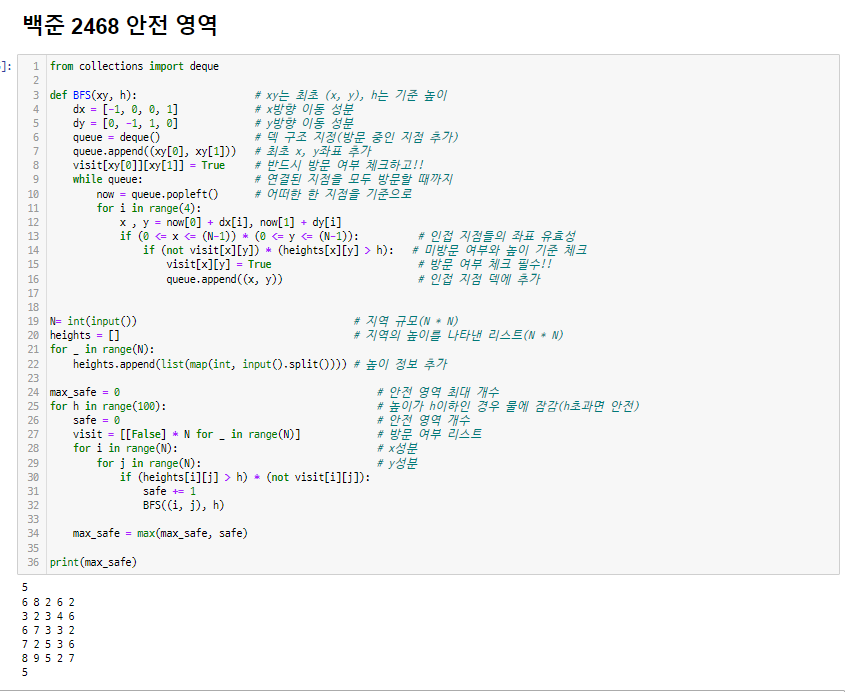 백준 2468 안전 영역
]:
1 from collections import deque
2
3 def BFS(xy, h): # xy는 최초 (x, y), h는 기준 높이
4 dx = [-1, 0, 0, 1] # x방향 이동 성분
5 dy = [0, -1, 1, 0] # y방향 이동 성분
6 queue = deque() # 덱 구조 지정(방문 중인 지점 추가)
7 queue.append((xy[0], xy[1])) # 최초 x, y좌표 추가
8 visit[xy[0]][xy[1]] = True # 반드시 방문 여부 체크하고!!
9 while queue: # 연결된 지점을 모두 방문할 때까지
10 now = queue.popleft() # 어떠한 한 지점을 기준으로
11 for i in range(4):
12 x , y = now[0] + dx[i], now[1] + dy[i]
13 if (0 <= x <= (N-1)) * (0 <= y <= (N-1)): # 인접 지점들의 좌표 유효성
14 if (not visit[x][y]) * (heights[x][y] > h): # 미방문 여부와 높이 기준 체크
15 visit[x][y] = True # 방문 여부 체크 필수!!
16 queue.append((x, y)) # 인접 지점 덱에 추가
17
18
19 N= int(input()) # 지역 규모(N * N)
20 heights = [] # 지역의 높이를 나타낸 리스트(N * N)
21 for _ in range(N):
22 heights.append(list(map(int, input().split()))) # 높이 정보 추가
23
24 max_safe = 0 # 안전 영역 최대 개수
25 for h in range(100): # 높이가 h이하인 경우 물에 잠김(h초과면 안전)
26 safe = 0 # 안전 영역 개수
27 visit = [[False] * N for _ in range(N)] # 방문 여부 리스트
28 for i in range(N): # x성분
29 for j in range(N): # y성분
30 if (heights[i][j] > h) * (not visit[i][j]):
31 safe += 1
32 BFS((i, j), h)
33
34 max_safe = max(max_safe, safe)
35
36 print(max_safe)
5
6 8 2 6 2
3 2 3 4 6
6 7 3 3 2
7 2 5 3 6
8 9 5 2 7
5